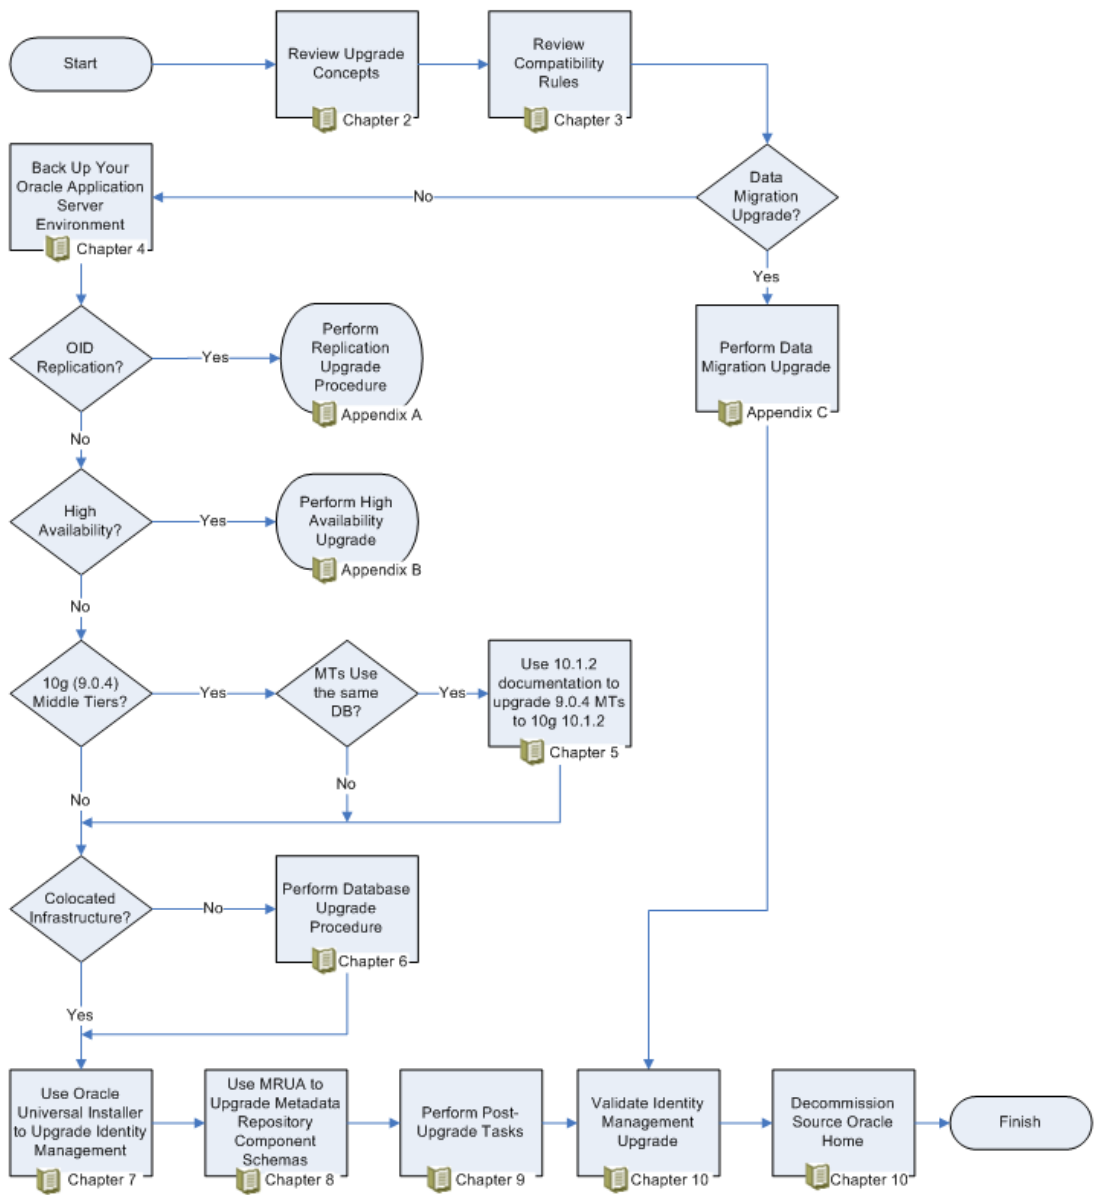 Start
Review Upgrade
Concepts
Chapter 2
Review
Compatibility
Rules
Chapter 3
Data
Migration
Upgrade?
No
Yes
Back Up Your
Oracle Application
Server
Environment
Chapter 4
OID
Replication?
Yes
Perform
Replication
Upgrade
Procedure
Appendix A
Perform Data
Migration Upgrade
Appendix C
No
High
Availability?
Yes
Perform High
Availability
Upgrade
Appendix B
No
10g (9.0.4)
Middle Tiers?
Yes
MTs Use
the same
DB?
Yes
Use 10.1.2
documentation to
upgrade 9.0.4 MTs
to 10g 10.1.2
Chapter 5
No
No
Colocated
Infrastructure?
No
Perform Database
Upgrade
Procedure
Chapter 6
Yes
Use Oracle
Universal Installer
to Upgrade Identity
Management
Chapter 7
Use MRUA to
Upgrade Metadata
Repository
Component
Schemas
Chapter 8
Perform Post-
Upgrade Tasks
Chapter 9
Validate Identity
Management
Upgrade
Chapter 10
Decommission
Source Oracle
Home
Chapter 10
Finish